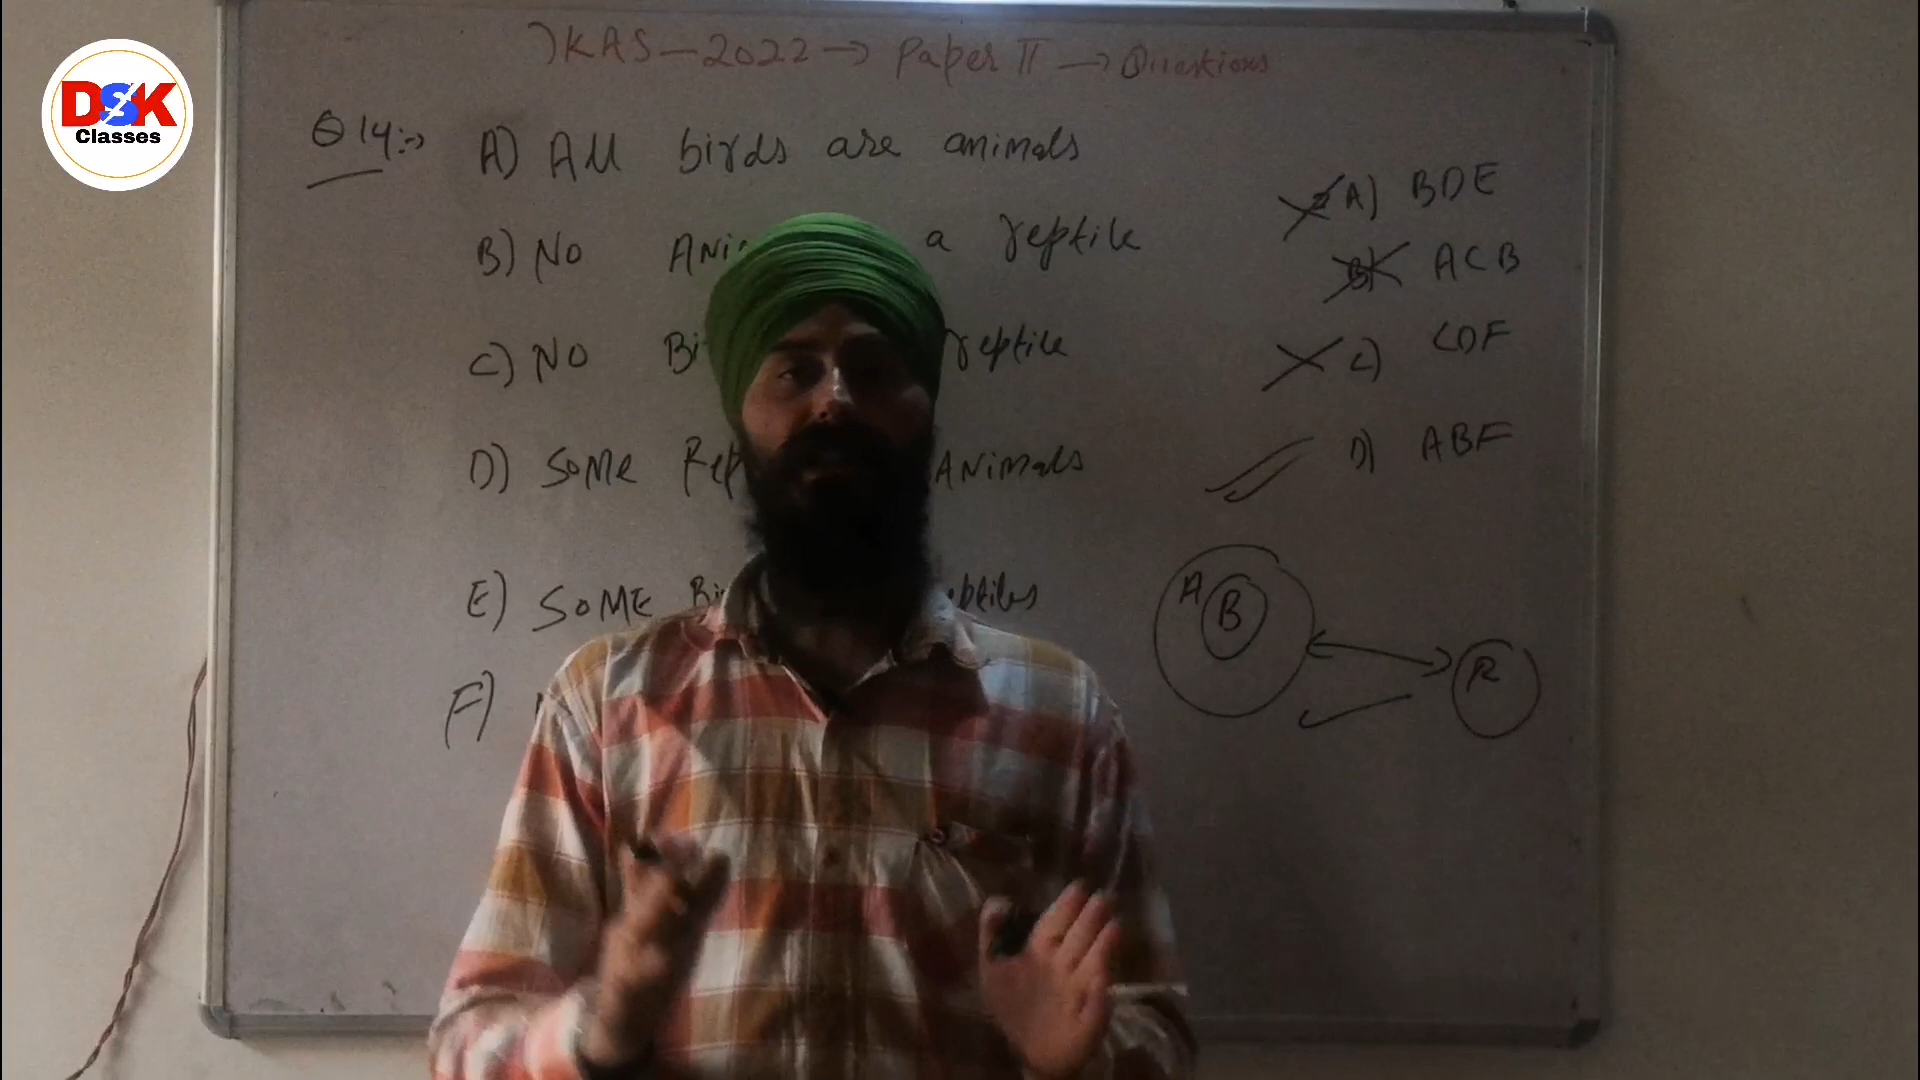 DSK
Classes
JKAS - 2022 → Paper II → Questions
Q 14:→
A) All birds are animals
B) No Ani a reptile
C) No Bi reptile
D) Some Rep Animals
E) Some Bi eptiles
F)
A) BDE
B) ACB
C) CDF
D) ABF
A B
R